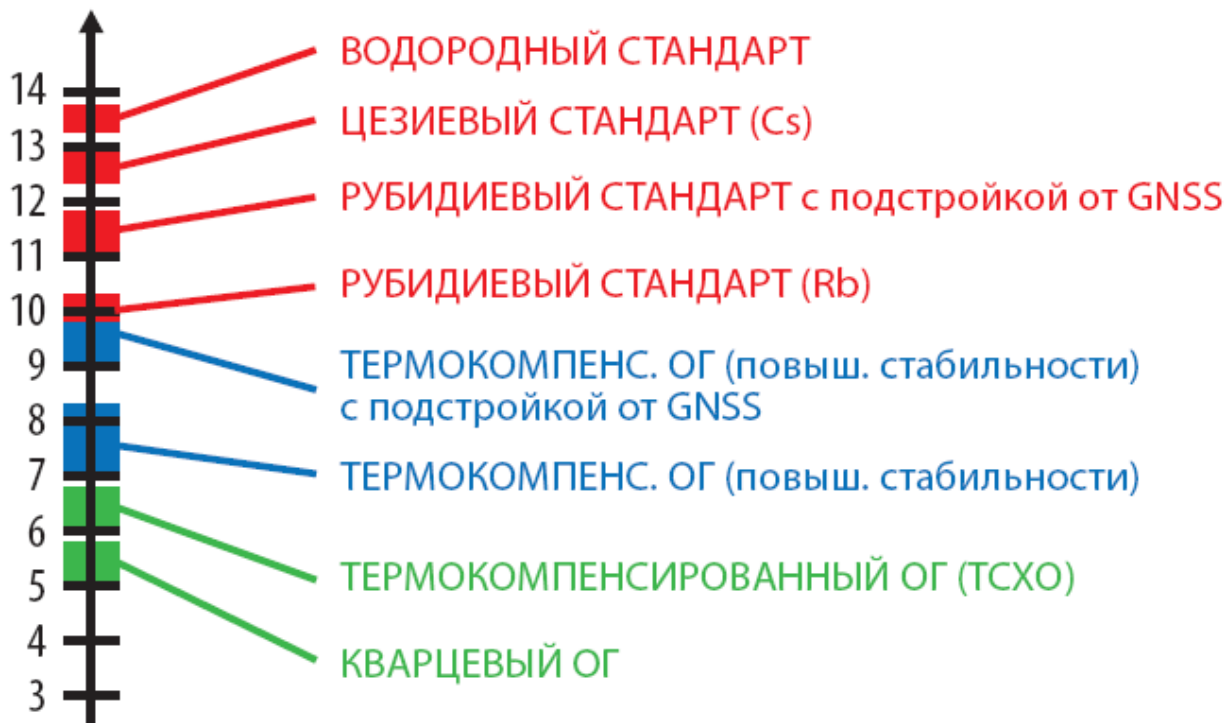 14
13
12
11
10
9
8
7
6
5
4
3
ВОДОРОДНЫЙ СТАНДАРТ
ЦЕЗИЕВЫЙ СТАНДАРТ (Cs)
РУБИДИЕВЫЙ СТАНДАРТ с подстройкой от GNSS
РУБИДИЕВЫЙ СТАНДАРТ (Rb)
ТЕРМОКОМПЕНС. ОГ (повыш. стабильности)
с подстройкой от GNSS
ТЕРМОКОМПЕНС. ОГ (повыш. стабильности)
ТЕРМОКОМПЕНСИРОВАННЫЙ ОГ (TCXO)
КВАРЦЕВЫЙ ОГ